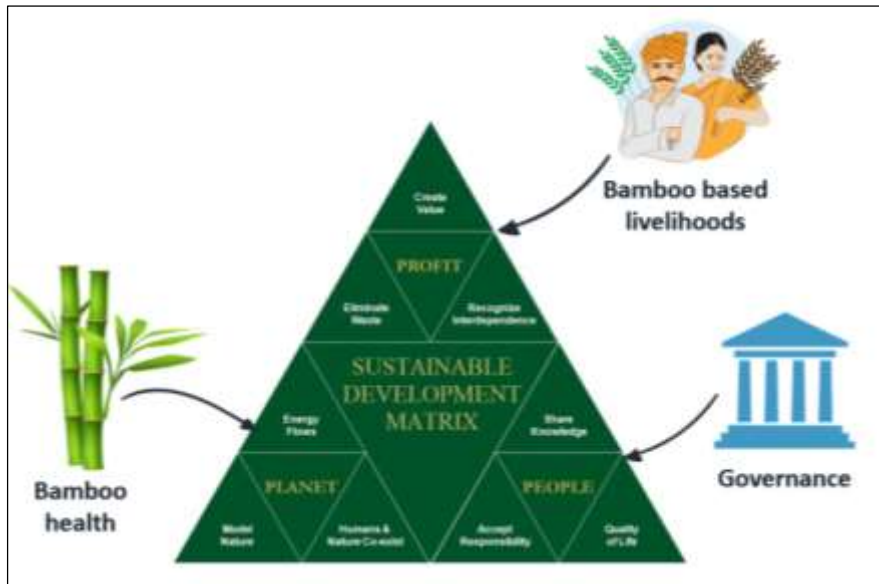 Bamboo based
livelihoods
Create
Value
PROFIT
Eliminate
Waste
Recognize
Interdependence
SUSTAINABLE
DEVELOPMENT
MATRIX
Energy
Flows
Share
Knowledge
PLANET
PEOPLE
Model
Nature
Humans &
Nature Co-exist
Accept
Responsibility
Quality
of Life
Bamboo
health
Governance